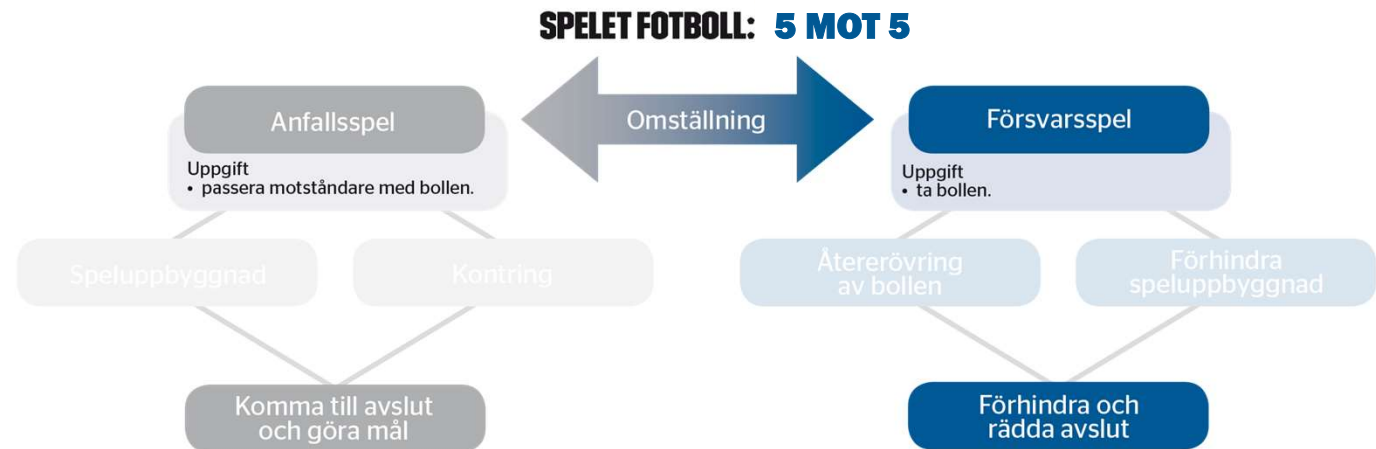 SPELET FOTBOLL: 5 MOT 5
Anfallsspel
Omställning
Försvarsspel
Uppgift
• passera motståndare med bollen.
Uppgift
• ta bollen.
Speluppbyggnad
Kontring
Återerövring
av bollen
Förhindra
speluppbyggnad
Komma till avslut
och göra mål
Förhindra och
rädda avslut